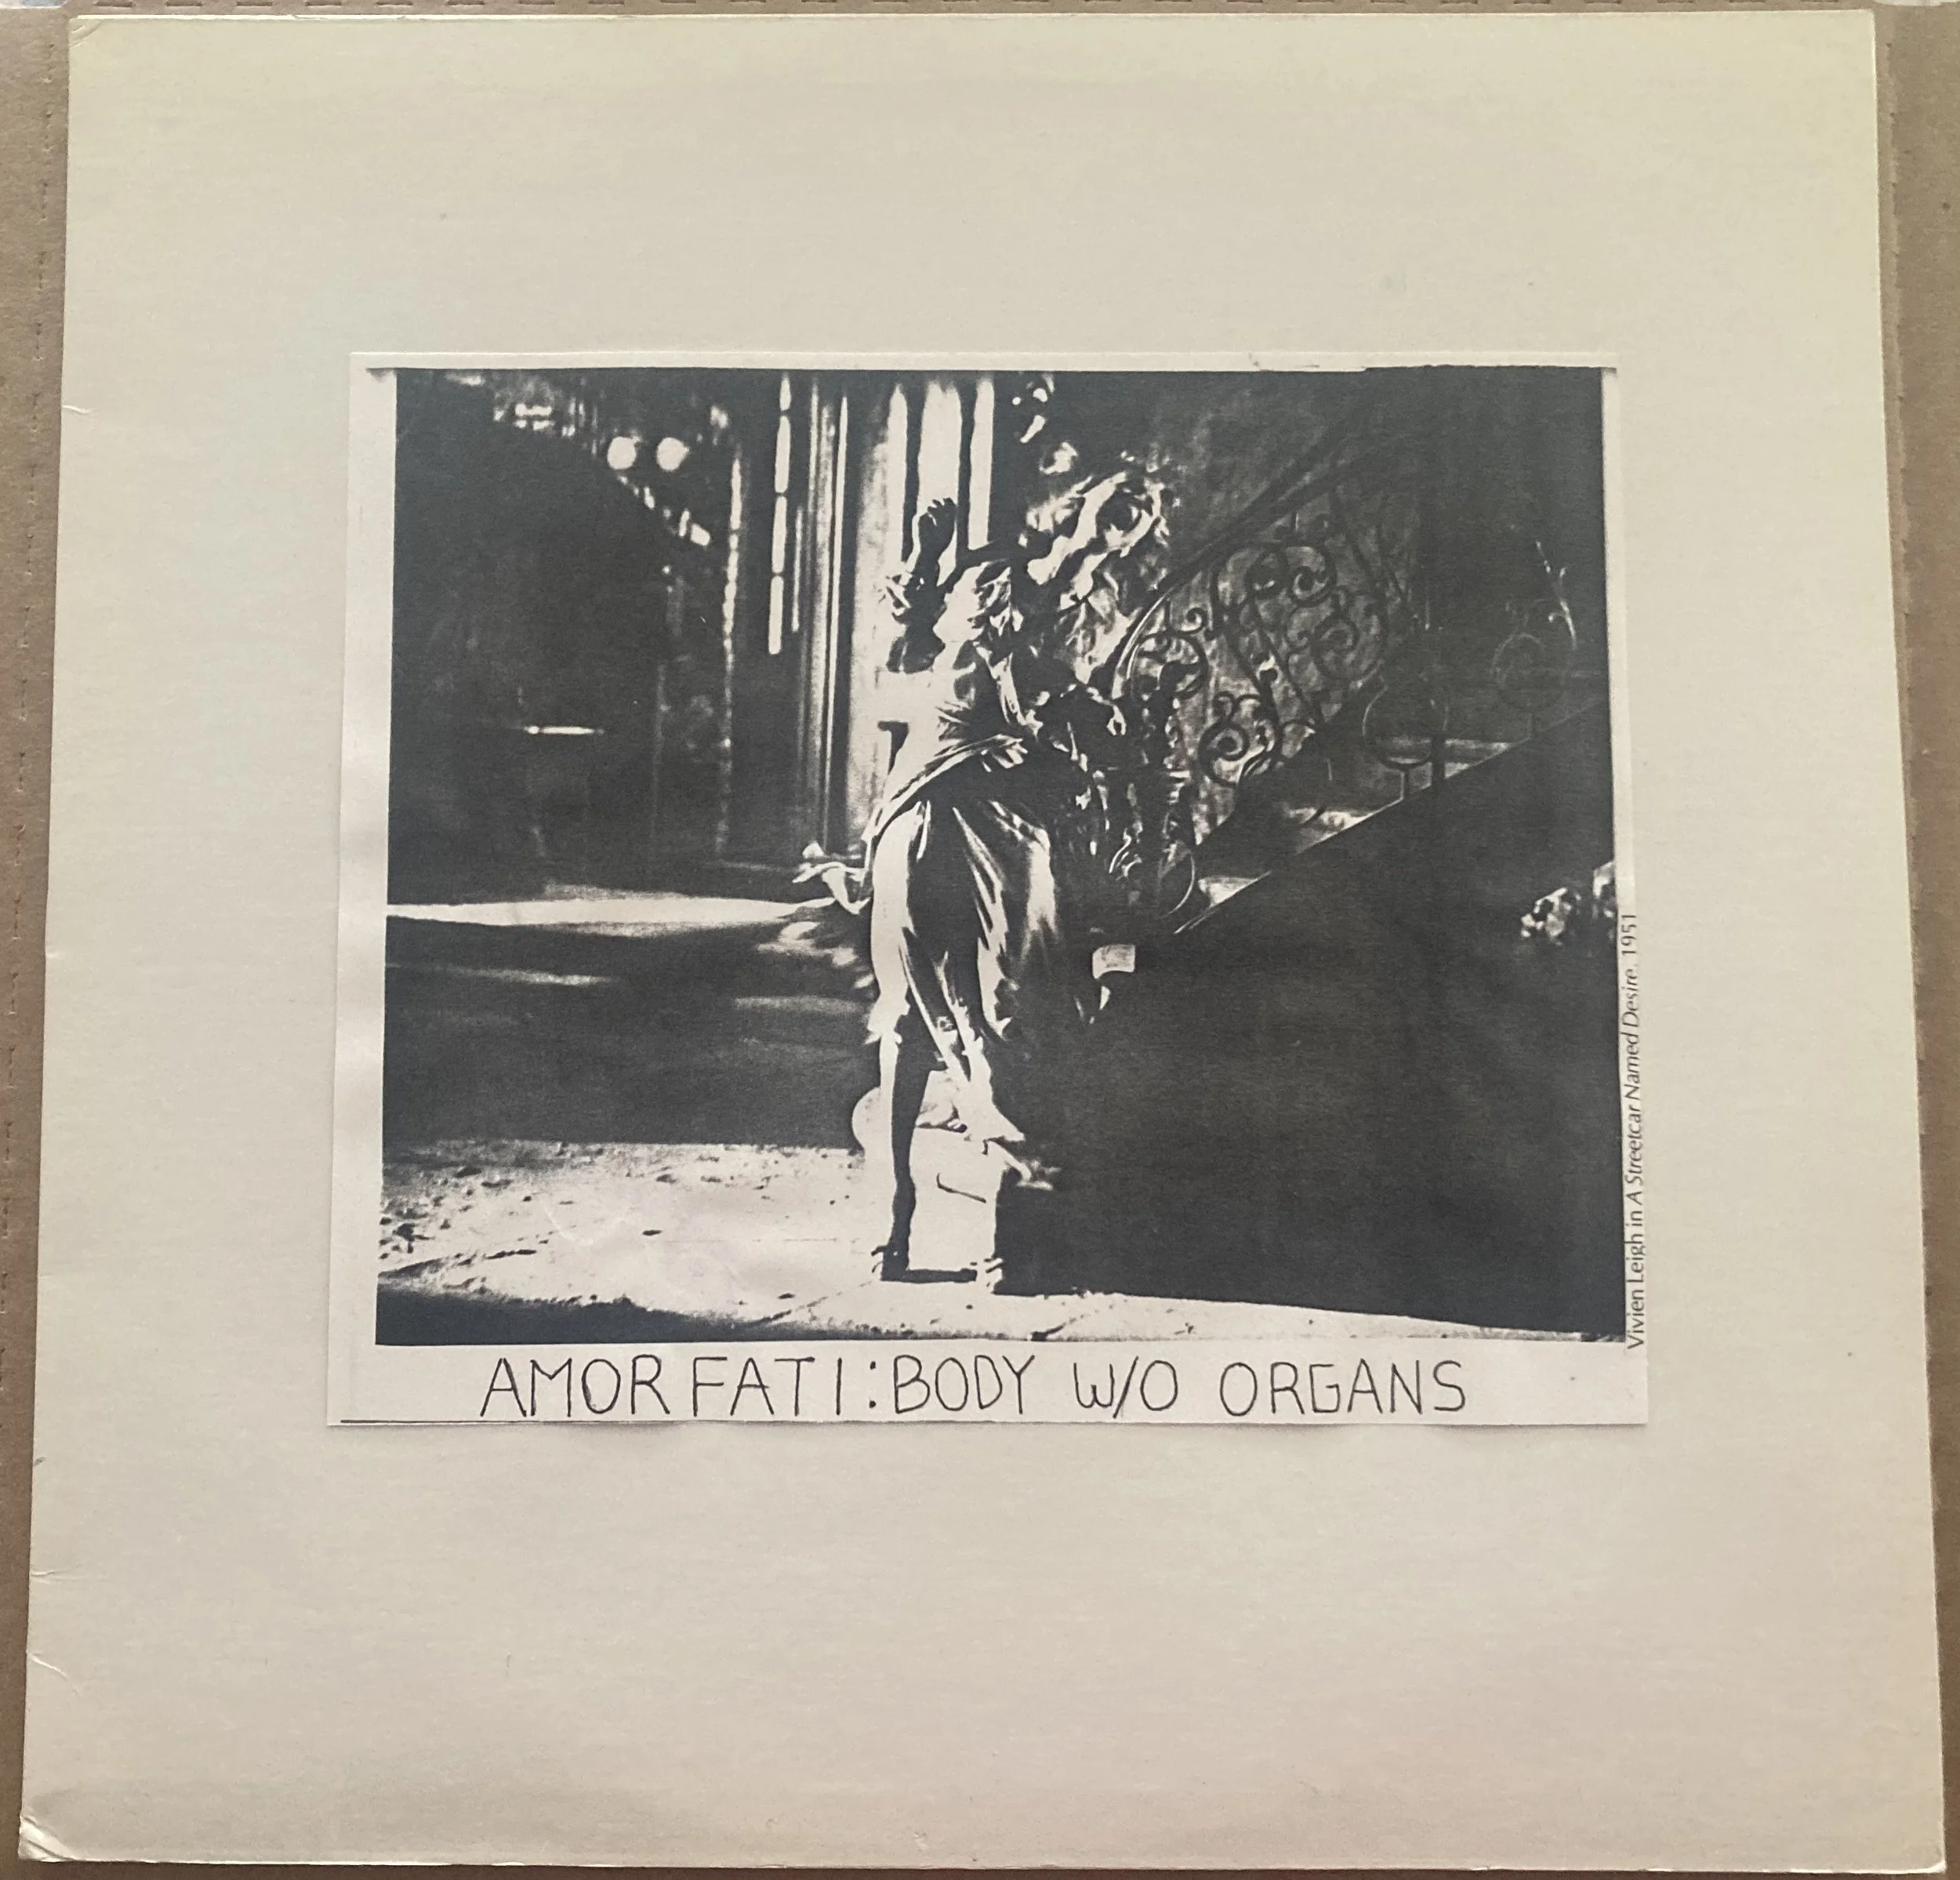 Vivien Leigh in A Streetcar Named Desire. 1951
AMOR FATI: BODY W/O ORGANS